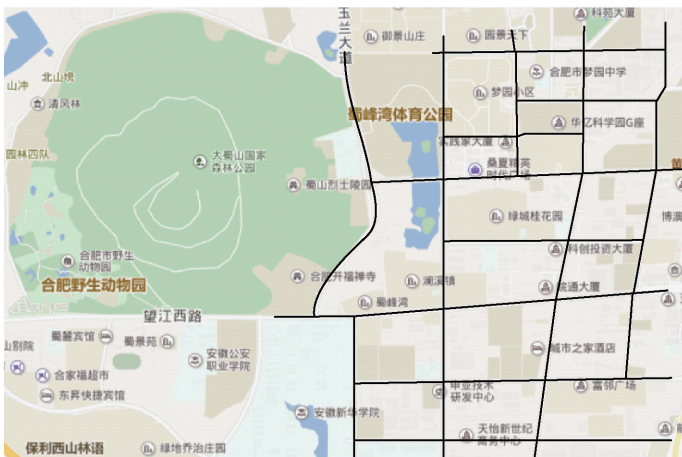 玉兰大道
科苑大厦
御景山庄
园景天下
北山塝
山冲
合肥市梦园中学
清风林
梦园小区
蜀峰湾体育公园
华亿科学园G座
实践家大厦
园林四队
大蜀山国家
森林公园
桑夏精英
时代广场
黄
蜀山烈士陵园
绿城桂花园
博演
合肥市野生
动物园
科创投资大厦
合肥野生动物园
合肥开福禅寺
澜溪镇
皖通大厦
蜀峰湾
望江西路
蜀麓宾馆
蜀景苑
山别院
安徽公安
职业学院
城市之家酒店
合家福超市
申亚技术
研发中心
富邻广场
东昇快捷宾馆
安徽新华学院
天怡新世纪
商务中心
保利西山林语
绿地乔治庄园